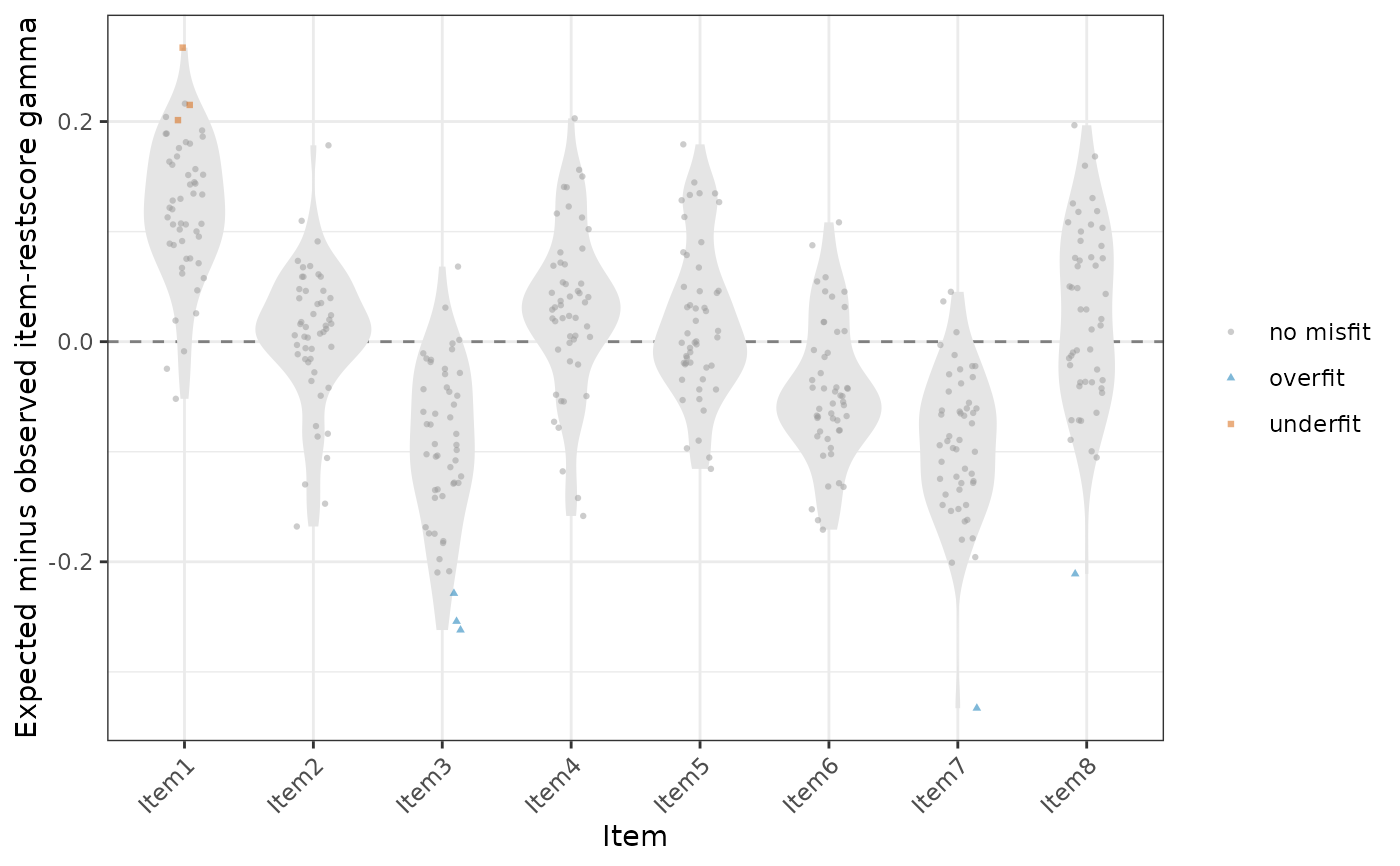 Expected minus observed item-restscore gamma
0.2
0.0
-0.2
Item1
Item2
Item3
Item4
Item5
Item6
Item7
Item8
Item
no misfit
overfit
underfit